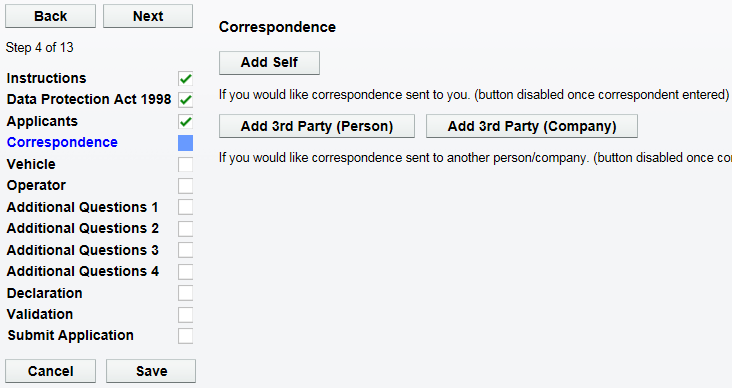 Back Next
Step 4 of 13
Instructions
Data Protection Act 1998
Applicants
Correspondence
Vehicle
Operator
Additional Questions 1
Additional Questions 2
Additional Questions 3
Additional Questions 4
Declaration
Validation
Submit Application
Cancel Save
Correspondence
Add Self
If you would like correspondence sent to you. (button disabled once correspondent entered)
Add 3rd Party (Person) Add 3rd Party (Company)
If you would like correspondence sent to another person/company. (button disabled once